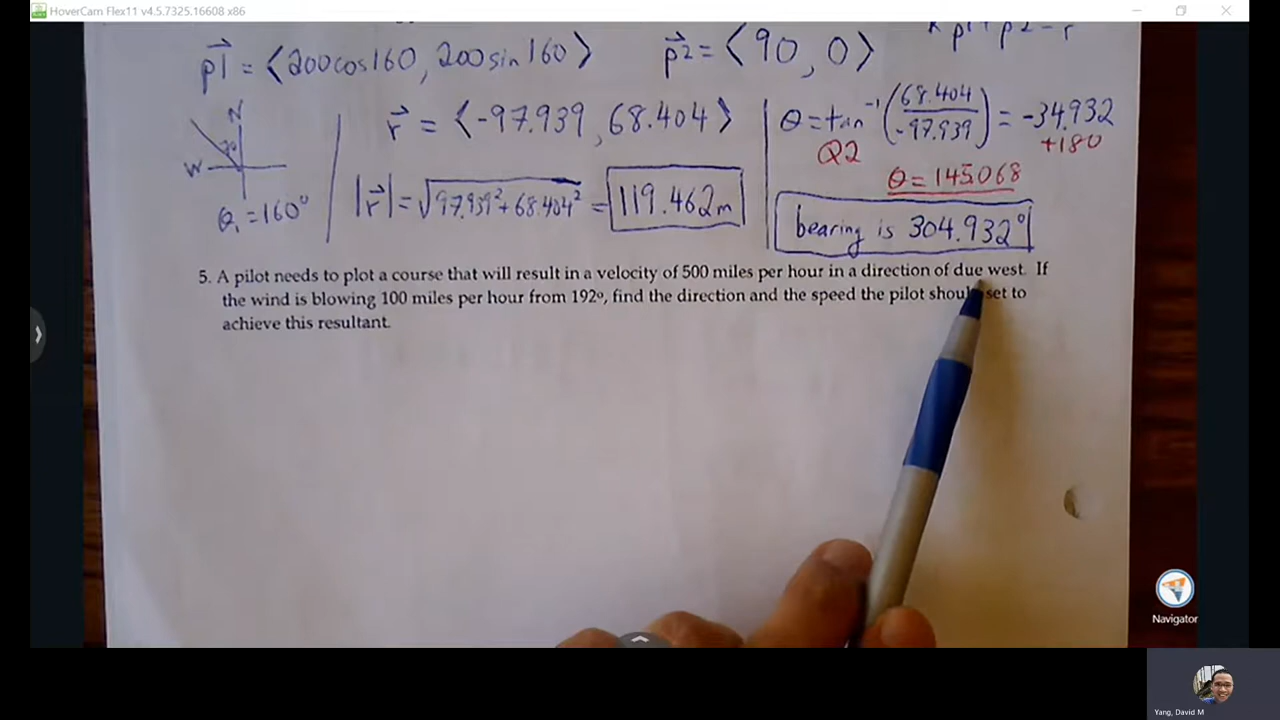 HoverCam Flex11 v4.5.7325.16608 x86
p1 = ⟨200cos160, 200sin160⟩ p2 = ⟨90, 0⟩ * p1 + p2 = r
N
W
θ₁ = 160°
r = ⟨-97.939, 68.404⟩
|r| = √97.939² + 68.404² = 119.462m
θ = tan⁻¹(68.404/-97.939) = -34.932
Q2 +180
θ = 145.068
bearing is 304.932°
5. A pilot needs to plot a course that will result in a velocity of 500 miles per hour in a direction of due west. If
the wind is blowing 100 miles per hour from 192º, find the direction and the speed the pilot should set to
achieve this resultant.
Navigator
Yang, David M